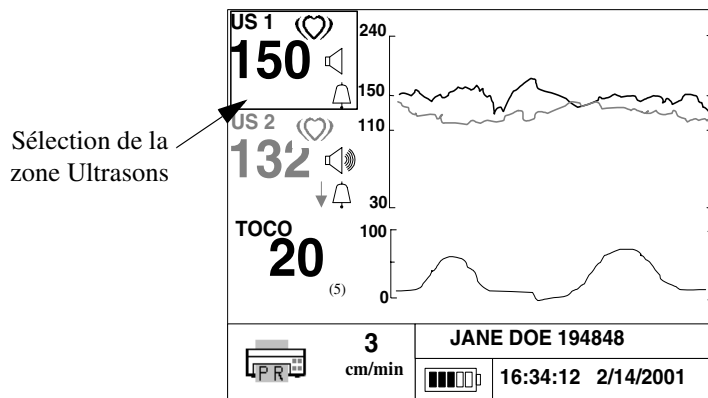 Sélection de la
zone Ultrasons
US 1
150
US 2
132
TOCO
20
(5)
240
150
110
30
100
0
PR
3
cm/min
JANE DOE 194848
16:34:12 2/14/2001